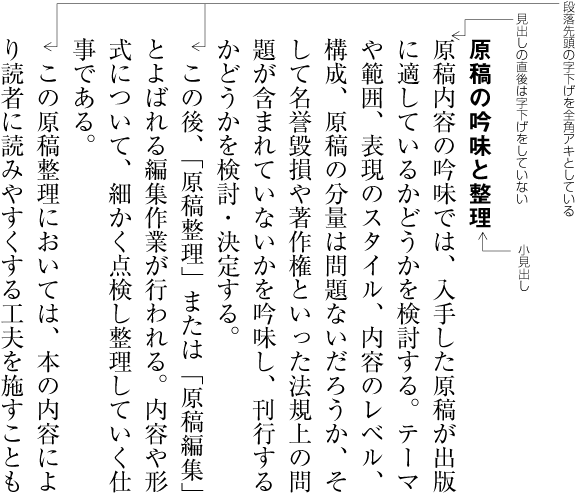 段落先頭の字下げを全角アキとしている
見出しの直後は字下げをしていない
小見出し
原稿の吟味と整理
原稿内容の吟味では、入手した原稿が出版
に適しているかどうかを検討する。テーマ
や範囲、表現のスタイル、内容のレベル、
構成、原稿の分量は問題ないだろうか、そ
して名誉毀損や著作権といった法規上の問
題が含まれていないかを吟味し、刊行する
かどうかを検討・決定する。
　この後、「原稿整理」または「原稿編集」
とよばれる編集作業が行われる。内容や形
式について、細かく点検し整理していく仕
事である。
　この原稿整理においては、本の内容によ
り読者に読みやすくする工夫を施すことも